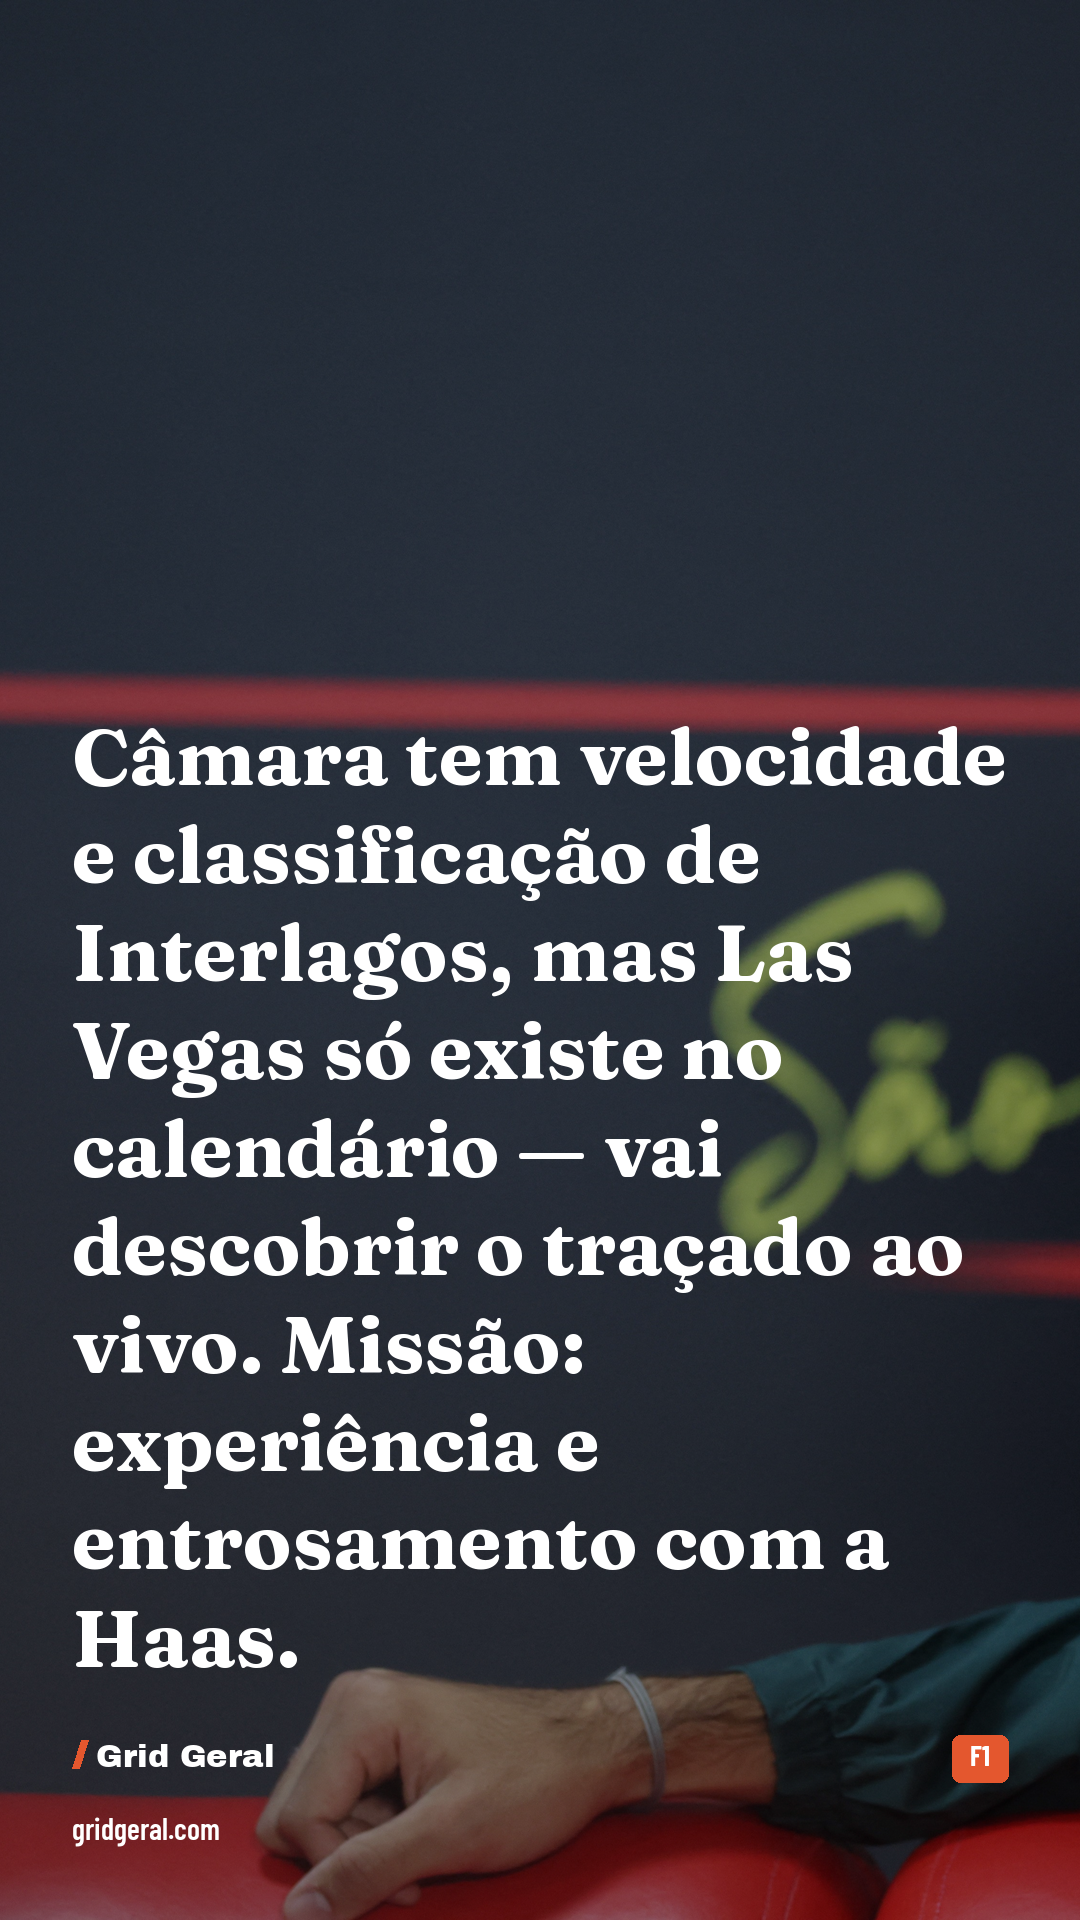 Câmara tem velocidade
e classificação de
Interlagos, mas Las
Vegas só existe no
calendário — vai
descobrir o traçado ao
vivo. Missão:
experiência e
entrosamento com a
Haas.
São
/ Grid Geral
F1
gridgeral.com